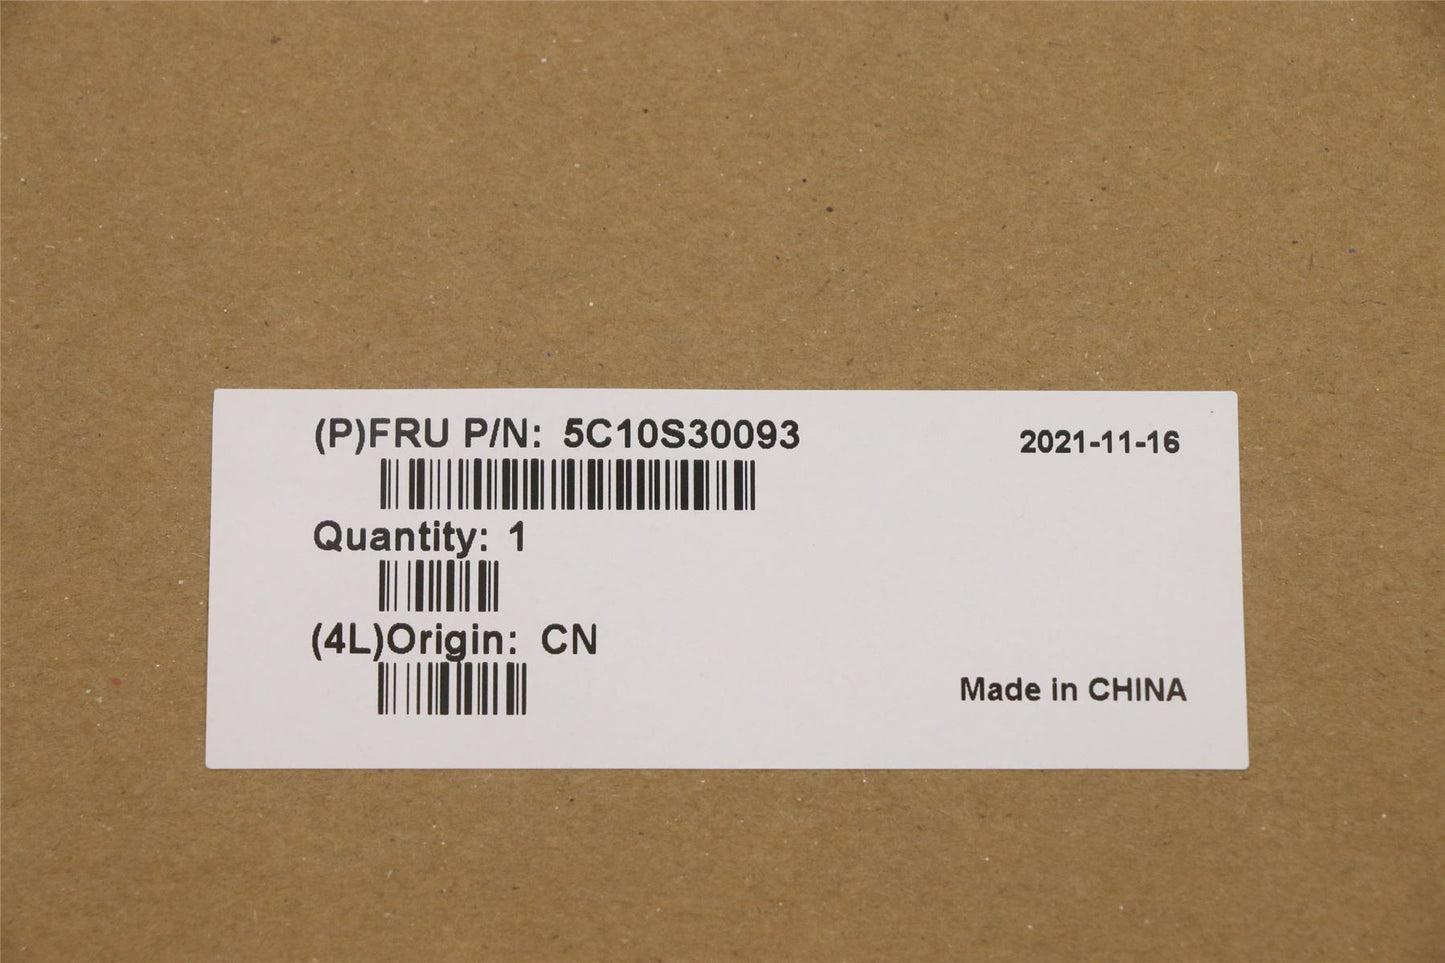 (P)FRU P/N: 5C10S30093
2021-11-16
Quantity: 1
(4L)Origin: CN
Made in CHINA